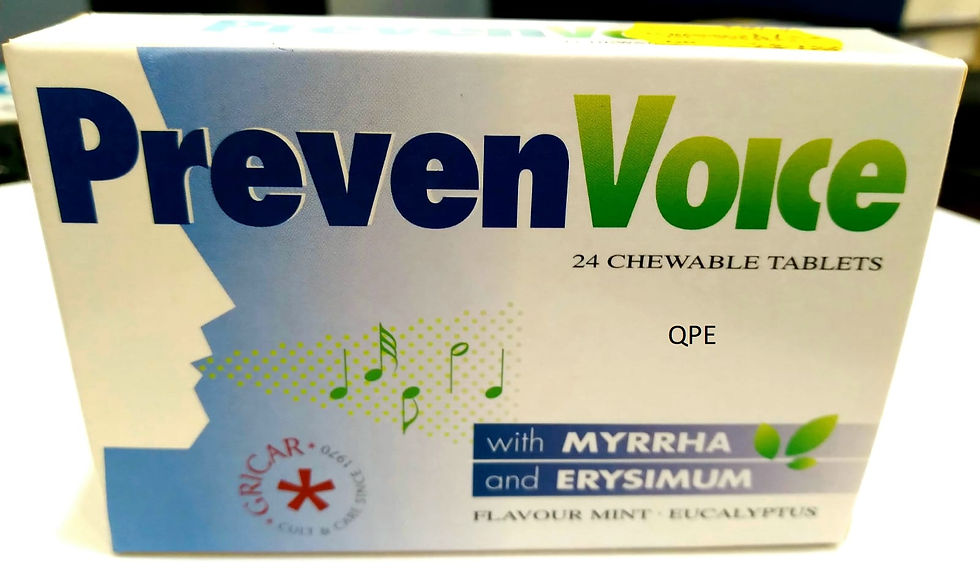 PrevenVoice
24 CHEWABLE TABLETS
QPE
with MYRRHA
and ERYSIMUM
FLAVOUR MINT · EUCALYPTUS
GRICAR
CULT & CARE SINCE 1970